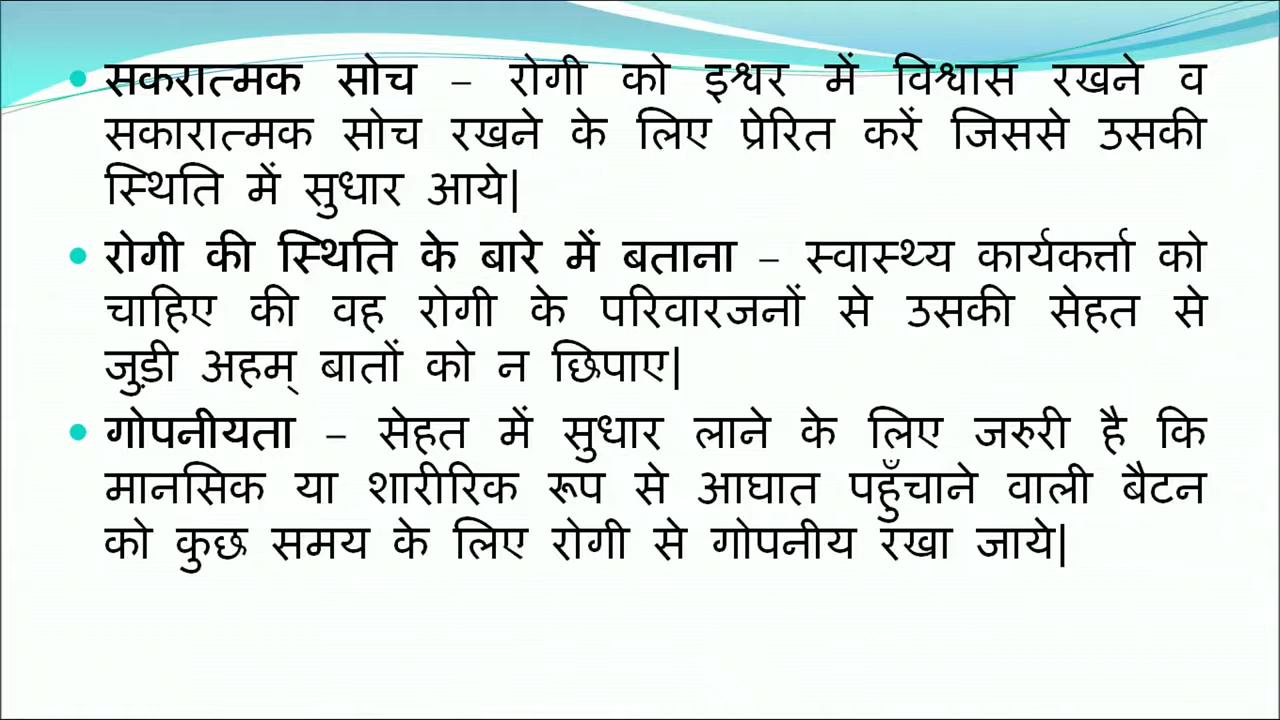 • सकरात्मक सोच – रोगी को इश्वर में विश्वास रखने व
सकारात्मक सोच रखने के लिए प्रेरित करें जिससे उसकी
स्थिति में सुधार आये|
• रोगी की स्थिति के बारे में बताना – स्वास्थ्य कार्यकर्त्ता को
चाहिए की वह रोगी के परिवारजनों से उसकी सेहत से
जुड़ी अहम् बातों को न छिपाए|
• गोपनीयता – सेहत में सुधार लाने के लिए जरुरी है कि
मानसिक या शारीरिक रूप से आघात पहुँचाने वाली बैटन
को कुछ समय के लिए रोगी से गोपनीय रखा जाये|